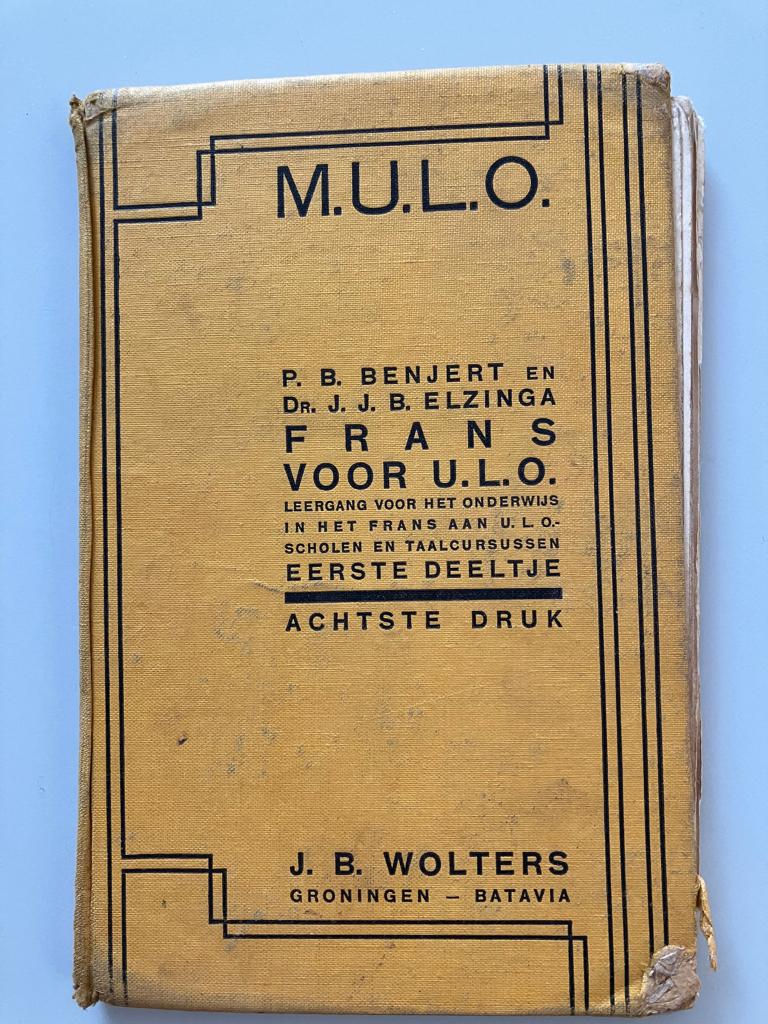 M.U.L.O.
P. B. BENJERT EN
DR. J. J. B. ELZINGA
FRANS
VOOR U.L.O.
LEERGANG VOOR HET ONDERWIJS
IN HET FRANS AAN U. L. O.-
SCHOLEN EN TAALCURSUSSEN
EERSTE DEELTJE
ACHTSTE DRUK
J. B. WOLTERS
GRONINGEN — BATAVIA